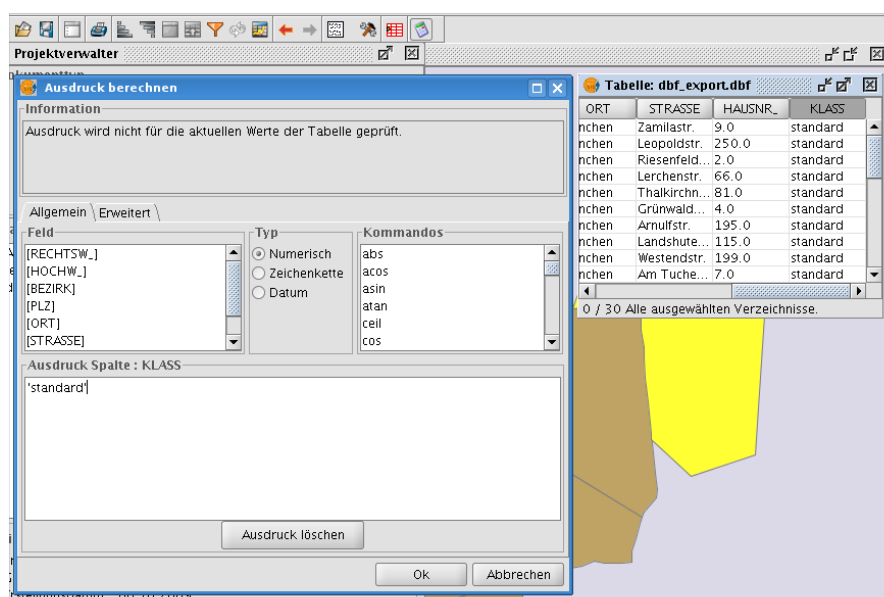 Projektverwalter
Ausdruck berechnen
Information
Ausdruck wird nicht für die aktuellen Werte der Tabelle geprüft.
Allgemein
Erweitert
Feld
[RECHTSW_]
[HOCHW_]
[BEZIRK]
[PLZ]
[ORT]
[STRASSE]
Typ
Numerisch
Zeichenkette
Datum
Kommandos
abs
acos
asin
atan
ceil
cos
Ausdruck Spalte : KLASS
'standard'
Ausdruck löschen
Ok
Abbrechen
Tabelle: dbf_export.dbf
ORT STRASSE HAUSNR_ KLASS
nchen Zamilastr. 9.0 standard
nchen Leopoldstr. 250.0 standard
nchen Riesenfeld... 2.0 standard
nchen Lerchenstr. 66.0 standard
nchen Thalkirchn... 81.0 standard
nchen Grünwald... 4.0 standard
nchen Arnulfstr. 195.0 standard
nchen Landshute... 115.0 standard
nchen Westendstr. 199.0 standard
nchen Am Tuche... 7.0 standard
0 / 30 Alle ausgewählten Verzeichnisse.